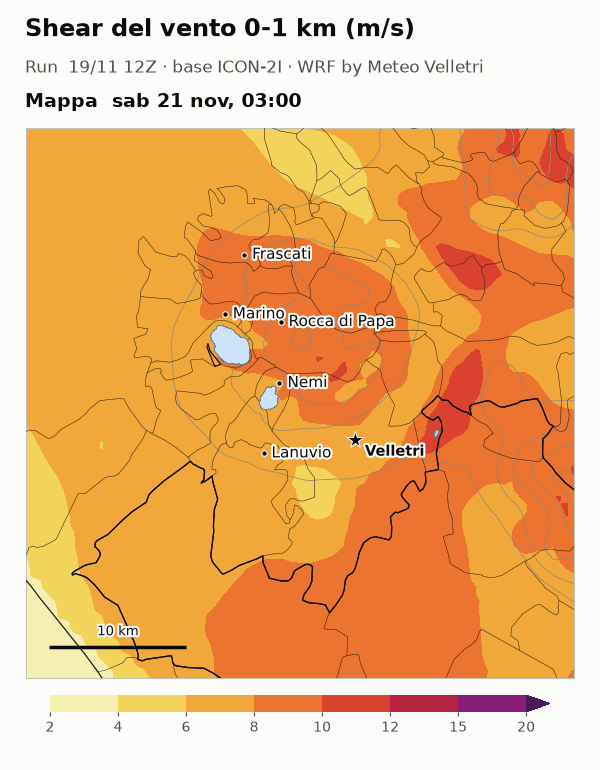 Shear del vento 0-1 km (m/s)
Run  19/11 12Z · base ICON-2I · WRF by Meteo Velletri
Mappa  sab 21 nov, 03:00
Frascati
Marino
Rocca di Papa
Nemi
Velletri
Lanuvio
10 km
2 4 6 8 10 12 15 20